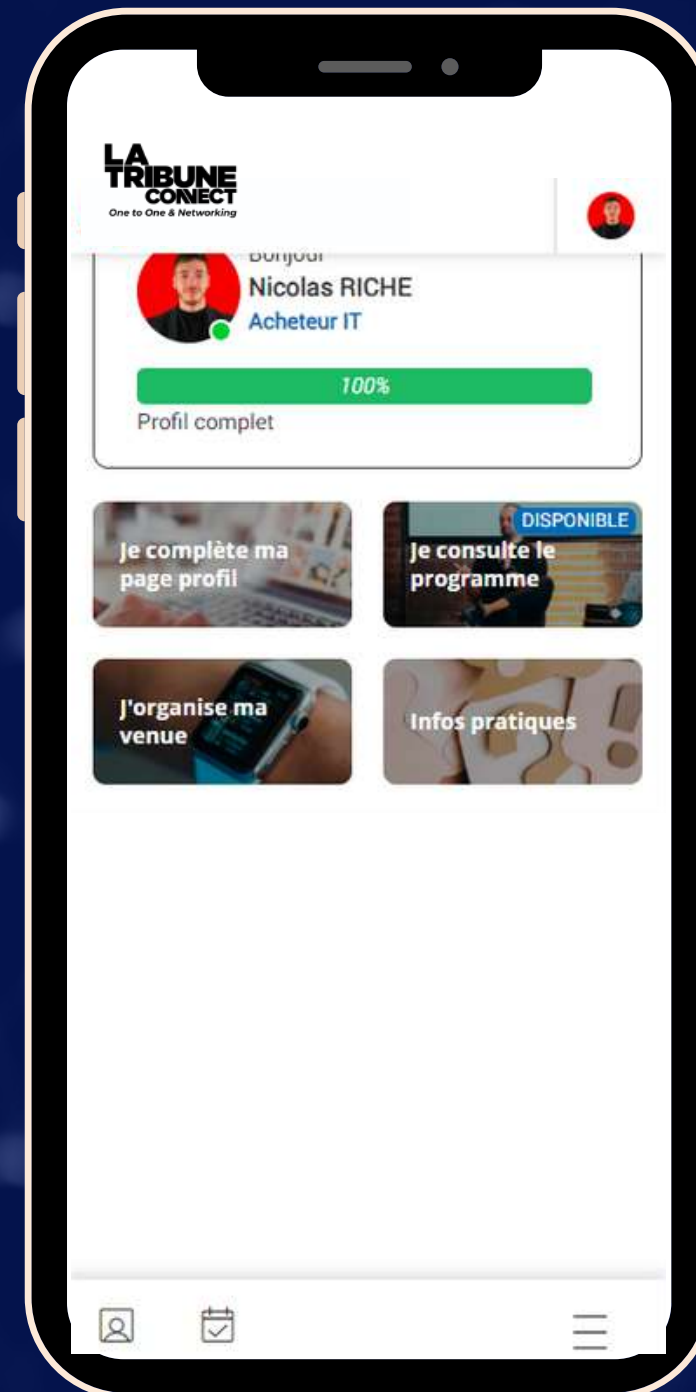 LA
TRIBUNE
CONNECT
One to One & Networking
Bonjour
Nicolas RICHE
Acheteur IT
100%
Profil complet
Je complète ma
page profil
DISPONIBLE
Je consulte le
programme
J'organise ma
venue
Infos pratiques